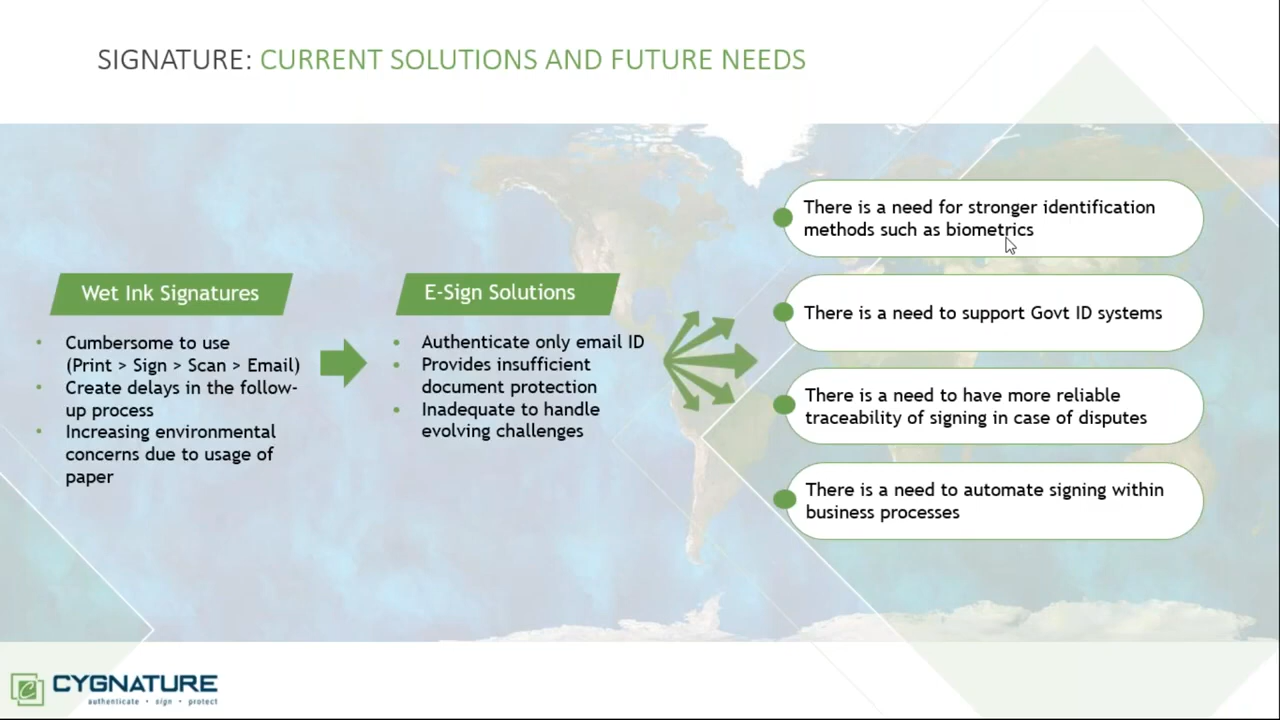 SIGNATURE: CURRENT SOLUTIONS AND FUTURE NEEDS
Wet Ink Signatures
• Cumbersome to use
(Print > Sign > Scan > Email)
• Create delays in the follow-
up process
• Increasing environmental
concerns due to usage of
paper
E-Sign Solutions
• Authenticate only email ID
• Provides insufficient
document protection
• Inadequate to handle
evolving challenges
There is a need for stronger identification
methods such as biometrics
There is a need to support Govt ID systems
There is a need to have more reliable
traceability of signing in case of disputes
There is a need to automate signing within
business processes
CYGNATURE
authenticate • sign • protect